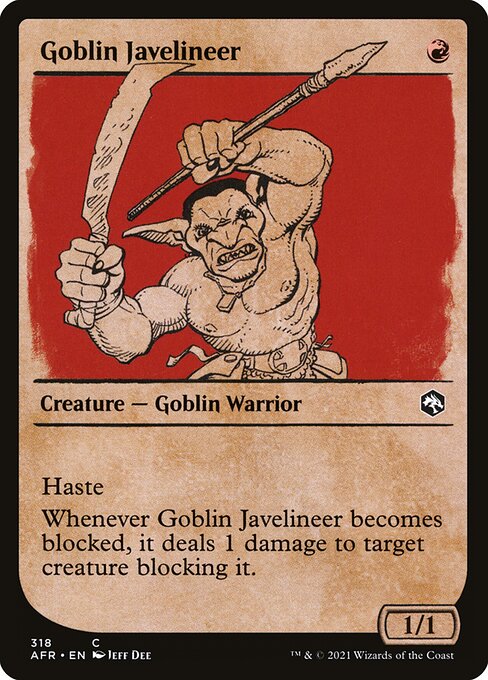 Goblin Javelineer
Creature — Goblin Warrior
Haste
Whenever Goblin Javelineer becomes
blocked, it deals 1 damage to target
creature blocking it.
1/1
318 C
AFR • EN Jeff Dee
™ & © 2021 Wizards of the Coast